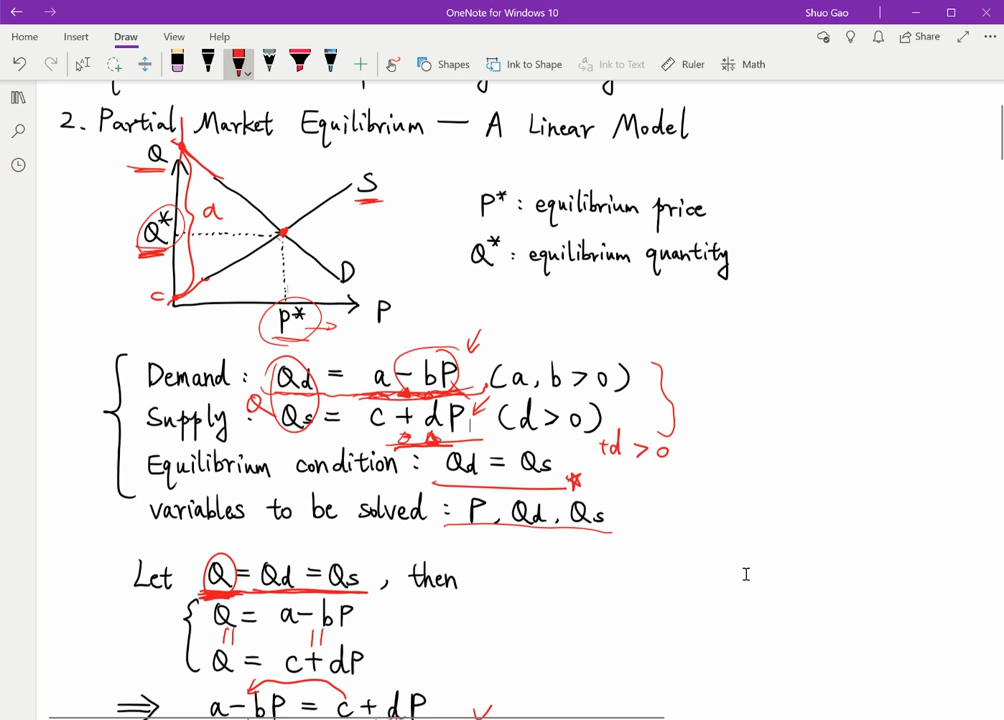 OneNote for Windows 10
Shuo Gao
Home Insert Draw View Help
Share
Shapes Ink to Shape Ink to Text Ruler Math
2. Partial Market Equilibrium — A Linear Model
Q
S
a
Q*
D
c
P
P*
P* : equilibrium price
Q* : equilibrium quantity
Demand : Qd = a - bP (a, b > 0)
Q
Supply : Qs = c + dP (d > 0)
+d > 0
Equilibrium condition : Qd = Qs
variables to be solved : P, Qd, Qs
Let Q = Qd = Qs , then
Q = a - bP
Q = c + dP
⟹ a - bP = c + dP